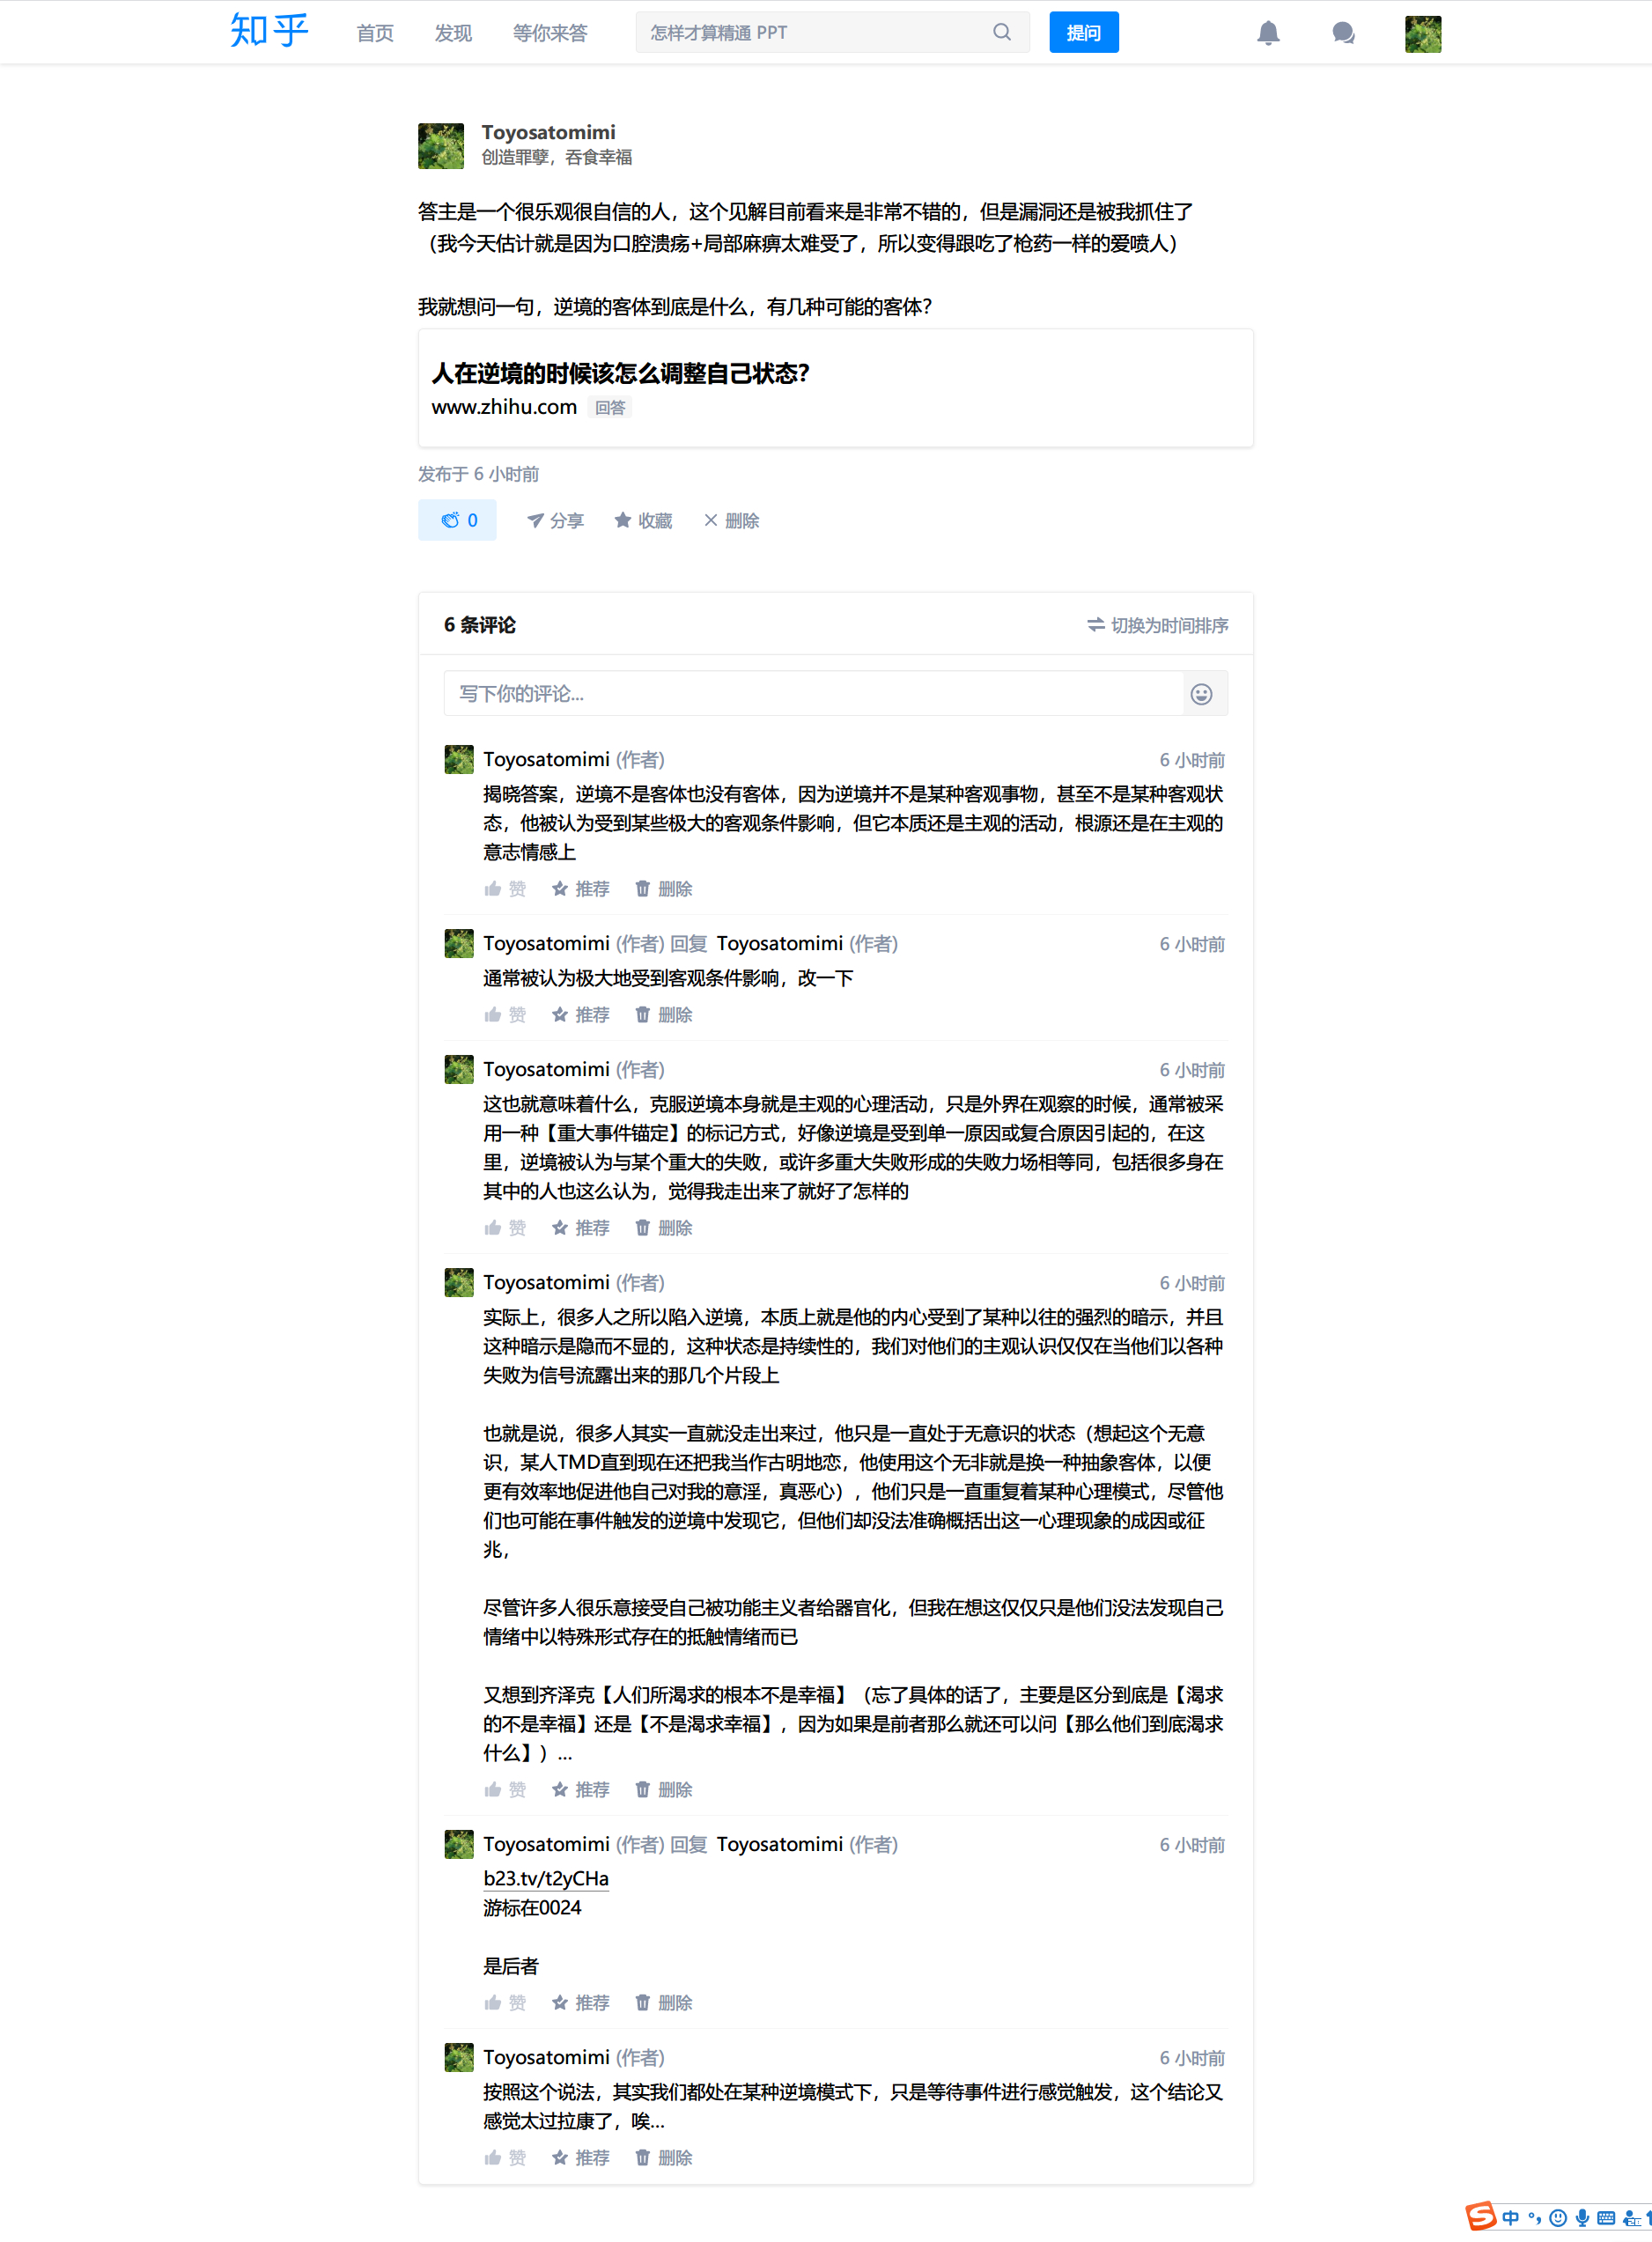 知乎 首页 发现 等你来答 怎样才算精通 PPT 提问
Toyosatomimi
创造罪孽，吞食幸福
答主是一个很乐观很自信的人，这个见解目前看来是非常不错的，但是漏洞还是被我抓住了
（我今天估计就是因为口腔溃疡+局部麻痹太难受了，所以变得跟吃了枪药一样的爱喷人）
我就想问一句，逆境的客体到底是什么，有几种可能的客体？
人在逆境的时候该怎么调整自己状态？
www.zhihu.com 回答
发布于 6 小时前
0 分享 收藏 删除
6 条评论 切换为时间排序
写下你的评论...
Toyosatomimi (作者) 6 小时前
揭晓答案，逆境不是客体也没有客体，因为逆境并不是某种客观事物，甚至不是某种客观状
态，他被认为受到某些极大的客观条件影响，但它本质还是主观的活动，根源还是在主观的
意志情感上
赞 推荐 删除
Toyosatomimi (作者) 回复 Toyosatomimi (作者) 6 小时前
通常被认为极大地受到客观条件影响，改一下
赞 推荐 删除
Toyosatomimi (作者) 6 小时前
这也就意味着什么，克服逆境本身就是主观的心理活动，只是外界在观察的时候，通常被采
用一种【重大事件锚定】的标记方式，好像逆境是受到单一原因或复合原因引起的，在这
里，逆境被认为与某个重大的失败，或许多重大失败形成的失败力场相等同，包括很多身在
其中的人也这么认为，觉得我走出来了就好了怎样的
赞 推荐 删除
Toyosatomimi (作者) 6 小时前
实际上，很多人之所以陷入逆境，本质上就是他的内心受到了某种以往的强烈的暗示，并且
这种暗示是隐而不显的，这种状态是持续性的，我们对他们的主观认识仅仅在当他们以各种
失败为信号流露出来的那几个片段上
也就是说，很多人其实一直就没走出来过，他只是一直处于无意识的状态（想起这个无意
识，某人TMD直到现在还把我当作古明地恋，他使用这个无非就是换一种抽象客体，以便
更有效率地促进他自己对我的意淫，真恶心），他们只是一直重复着某种心理模式，尽管他
们也可能在事件触发的逆境中发现它，但他们却没法准确概括出这一心理现象的成因或征
兆，
尽管许多人很乐意接受自己被功能主义者给器官化，但我在想这仅仅只是他们没法发现自己
情绪中以特殊形式存在的抵触情绪而已
又想到齐泽克【人们所渴求的根本不是幸福】（忘了具体的话了，主要是区分到底是【渴求
的不是幸福】还是【不是渴求幸福】，因为如果是前者那么就还可以问【那么他们到底渴求
什么】）...
赞 推荐 删除
Toyosatomimi (作者) 回复 Toyosatomimi (作者) 6 小时前
b23.tv/t2yCHa
游标在0024
是后者
赞 推荐 删除
Toyosatomimi (作者) 6 小时前
按照这个说法，其实我们都处在某种逆境模式下，只是等待事件进行感觉触发，这个结论又
感觉太过拉康了，唉...
赞 推荐 删除
中